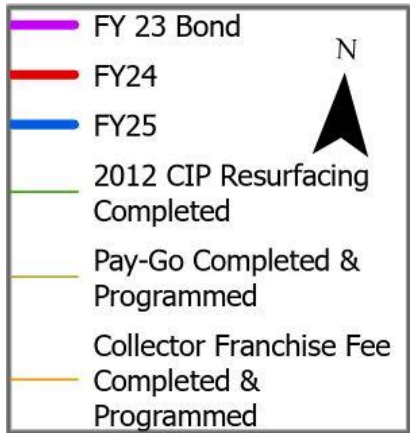 FY 23 Bond
N
FY24
FY25
2012 CIP Resurfacing
Completed
Pay-Go Completed &
Programmed
Collector Franchise Fee
Completed &
Programmed